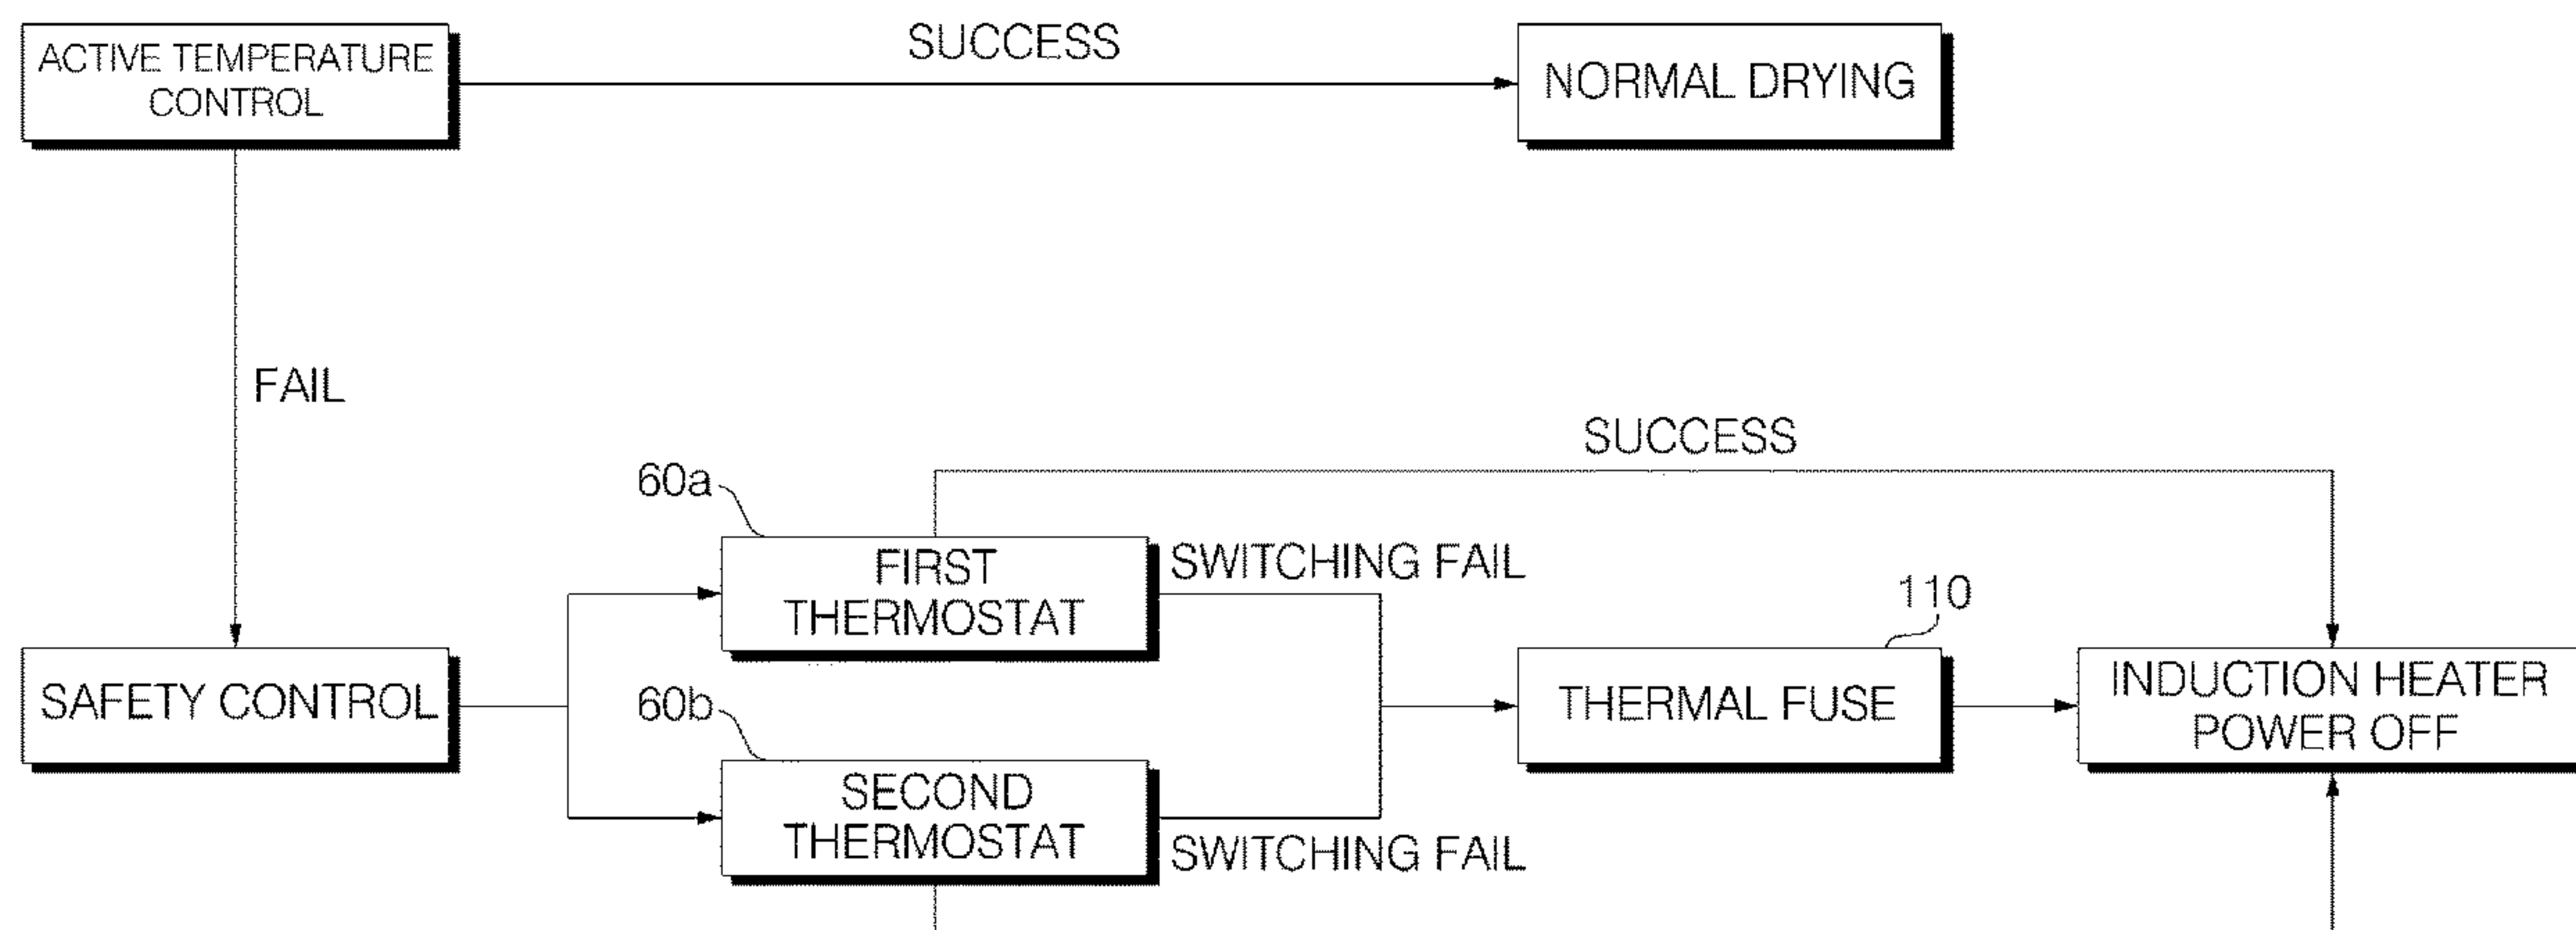 ACTIVE TEMPERATURE
CONTROL
SUCCESS
NORMAL DRYING
FAIL
SUCCESS
60a
FIRST
THERMOSTAT
SWITCHING FAIL
110
SAFETY CONTROL
60b
THERMAL FUSE
INDUCTION HEATER
POWER OFF
SECOND
THERMOSTAT
SWITCHING FAIL